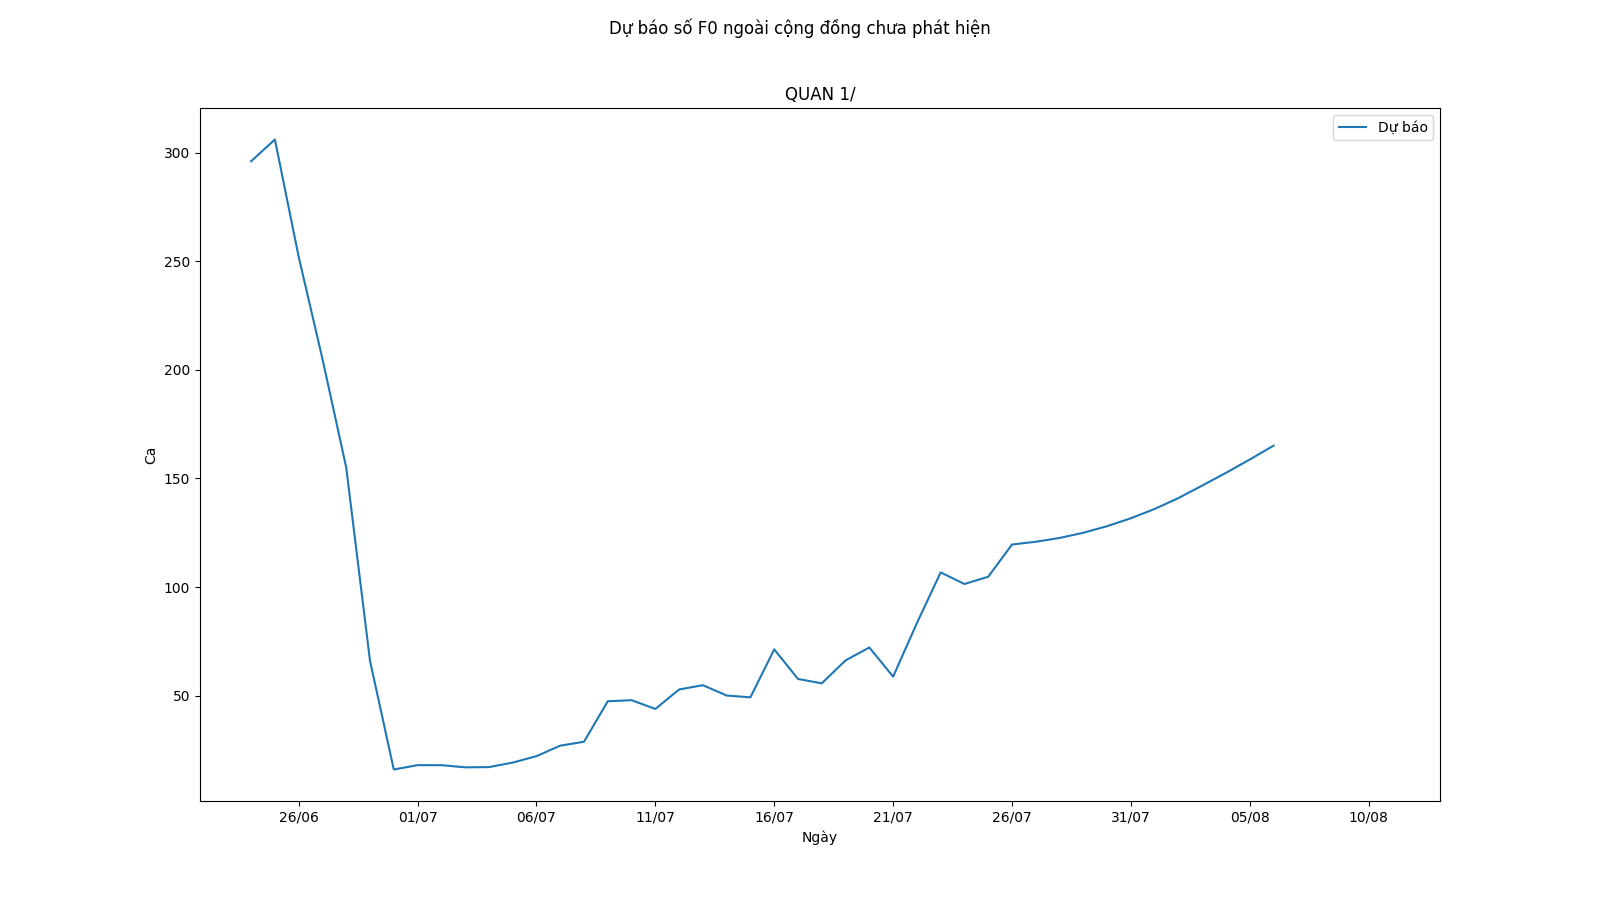 Dự báo số F0 ngoài cộng đồng chưa phát hiện
QUAN 1/
Dự báo
300
250
200
150
100
50
Ca
26/06 01/07 06/07 11/07 16/07 21/07 26/07 31/07 05/08 10/08
Ngày